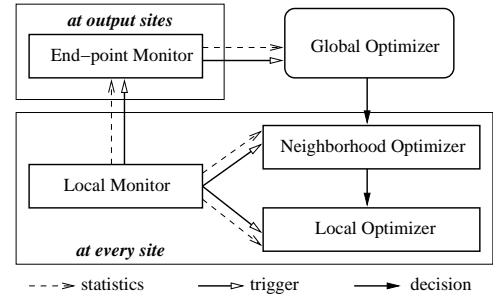 at output sites
End−point Monitor
Global Optimizer
Neighborhood Optimizer
Local Monitor
Local Optimizer
at every site
statistics
trigger
decision